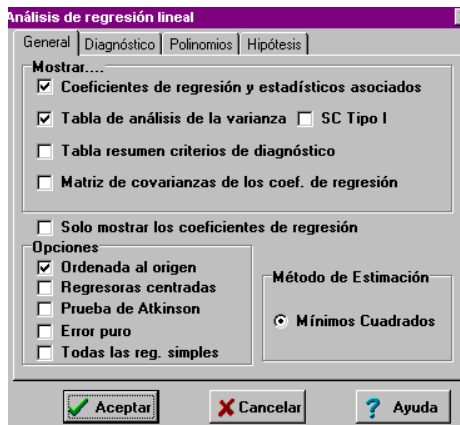 Análisis de regresión lineal
General Diagnóstico Polinomios Hipótesis
Mostrar....
Coeficientes de regresión y estadísticos asociados
Tabla de análisis de la varianza SC Tipo I
Tabla resumen criterios de diagnóstico
Matriz de covarianzas de los coef. de regresión
Solo mostrar los coeficientes de regresión
Opciones
Ordenada al origen
Regresoras centradas
Prueba de Atkinson
Error puro
Todas las reg. simples
Método de Estimación
Mínimos Cuadrados
Aceptar Cancelar Ayuda